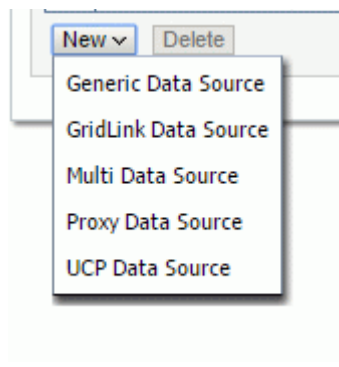 New Delete
Generic Data Source
GridLink Data Source
Multi Data Source
Proxy Data Source
UCP Data Source